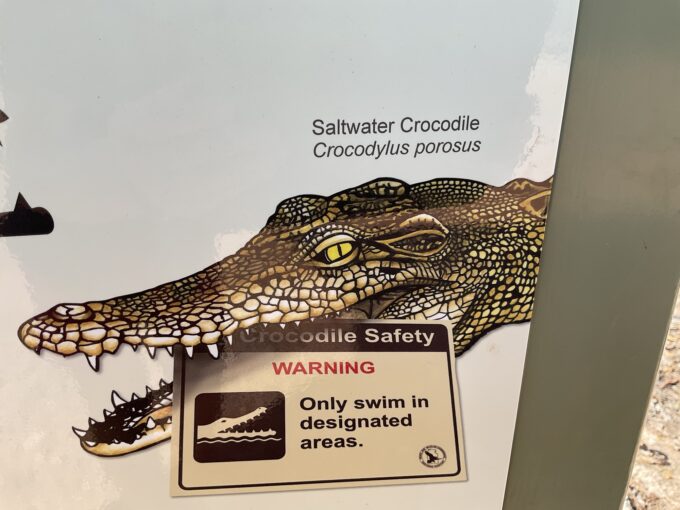 Saltwater Crocodile
Crocodylus porosus
Crocodile Safety
WARNING
Only swim in
designated
areas.